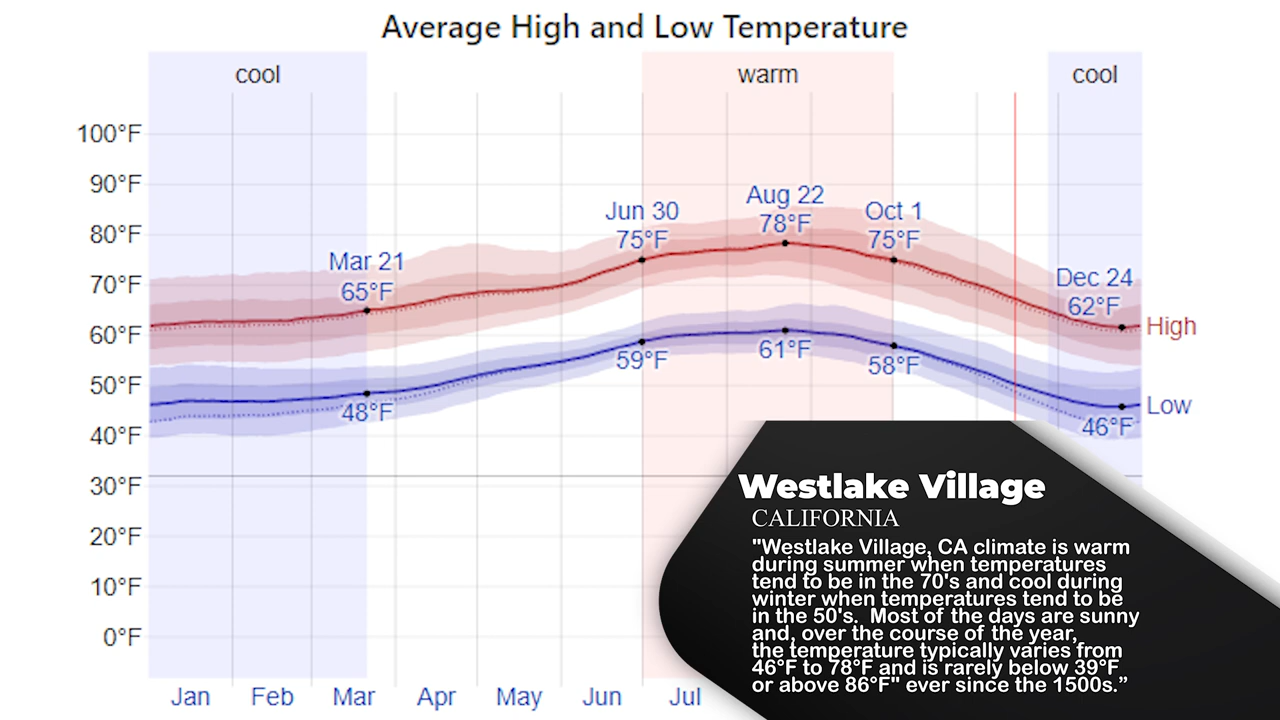 Average High and Low Temperature
cool warm cool
100°F
90°F
80°F
70°F
60°F
50°F
40°F
30°F
20°F
10°F
0°F
Mar 21
65°F
Jun 30
75°F
Aug 22
78°F
Oct 1
75°F
Dec 24
62°F
High
48°F
59°F
61°F
58°F
46°F
Low
Jan Feb Mar Apr May Jun Jul
Westlake Village
CALIFORNIA
"Westlake Village, CA climate is warm
during summer when temperatures
tend to be in the 70's and cool during
winter when temperatures tend to be
in the 50's. Most of the days are sunny
and, over the course of the year,
the temperature typically varies from
46°F to 78°F and is rarely below 39°F
or above 86°F" ever since the 1500s.”